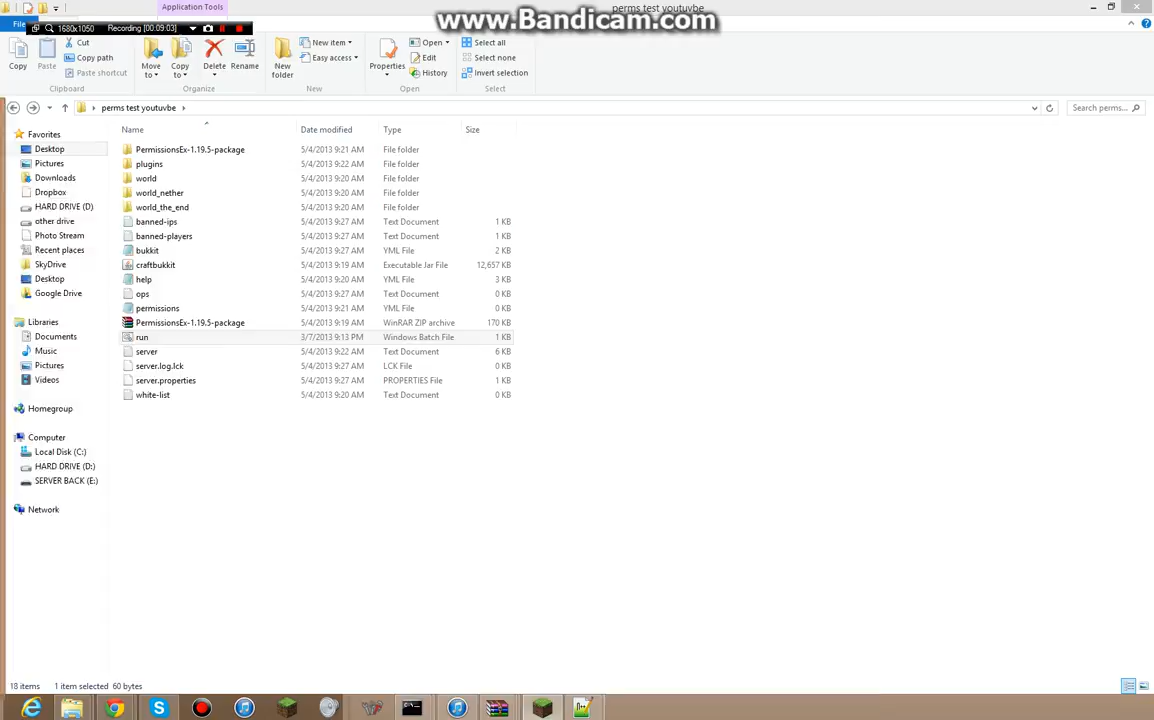 Application Tools
perms test youtuvbe
www.Bandicam.com
File
1680x1050 Recording [00:09:03]
Copy
Paste
Cut
Copy path
Paste shortcut
Clipboard
Move to
Copy to
Delete
Rename
Organize
New folder
New item
Easy access
New
Properties
Open
Edit
History
Open
Select all
Select none
Invert selection
Select
perms test youtuvbe
Search perms...
Name Date modified Type Size
PermissionsEx-1.19.5-package 5/4/2013 9:21 AM File folder
plugins 5/4/2013 9:22 AM File folder
world 5/4/2013 9:20 AM File folder
world_nether 5/4/2013 9:20 AM File folder
world_the_end 5/4/2013 9:20 AM File folder
banned-ips 5/4/2013 9:27 AM Text Document 1 KB
banned-players 5/4/2013 9:27 AM Text Document 1 KB
bukkit 5/4/2013 9:27 AM YML File 2 KB
craftbukkit 5/4/2013 9:19 AM Executable Jar File 12,657 KB
help 5/4/2013 9:20 AM YML File 3 KB
ops 5/4/2013 9:27 AM Text Document 0 KB
permissions 5/4/2013 9:21 AM YML File 0 KB
PermissionsEx-1.19.5-package 5/4/2013 9:19 AM WinRAR ZIP archive 170 KB
run 3/7/2013 9:13 PM Windows Batch File 1 KB
server 5/4/2013 9:22 AM Text Document 6 KB
server.log.lck 5/4/2013 9:27 AM LCK File 0 KB
server.properties 5/4/2013 9:27 AM PROPERTIES File 1 KB
white-list 5/4/2013 9:20 AM Text Document 0 KB
Favorites
Desktop
Pictures
Downloads
Dropbox
HARD DRIVE (D)
other drive
Photo Stream
Recent places
SkyDrive
Desktop
Google Drive
Libraries
Documents
Music
Pictures
Videos
Homegroup
Computer
Local Disk (C:)
HARD DRIVE (D:)
SERVER BACK (E:)
Network
18 items 1 item selected 60 bytes